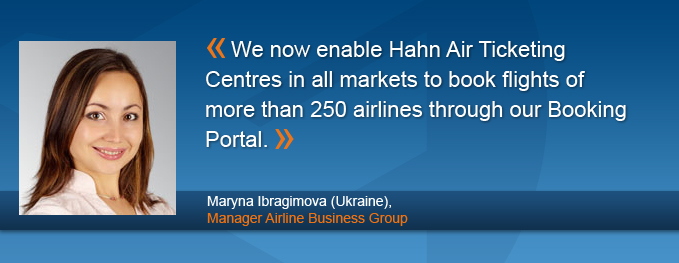 « We now enable Hahn Air Ticketing
Centres in all markets to book flights of
more than 250 airlines through our Booking
Portal. »
Maryna Ibragimova (Ukraine),
Manager Airline Business Group